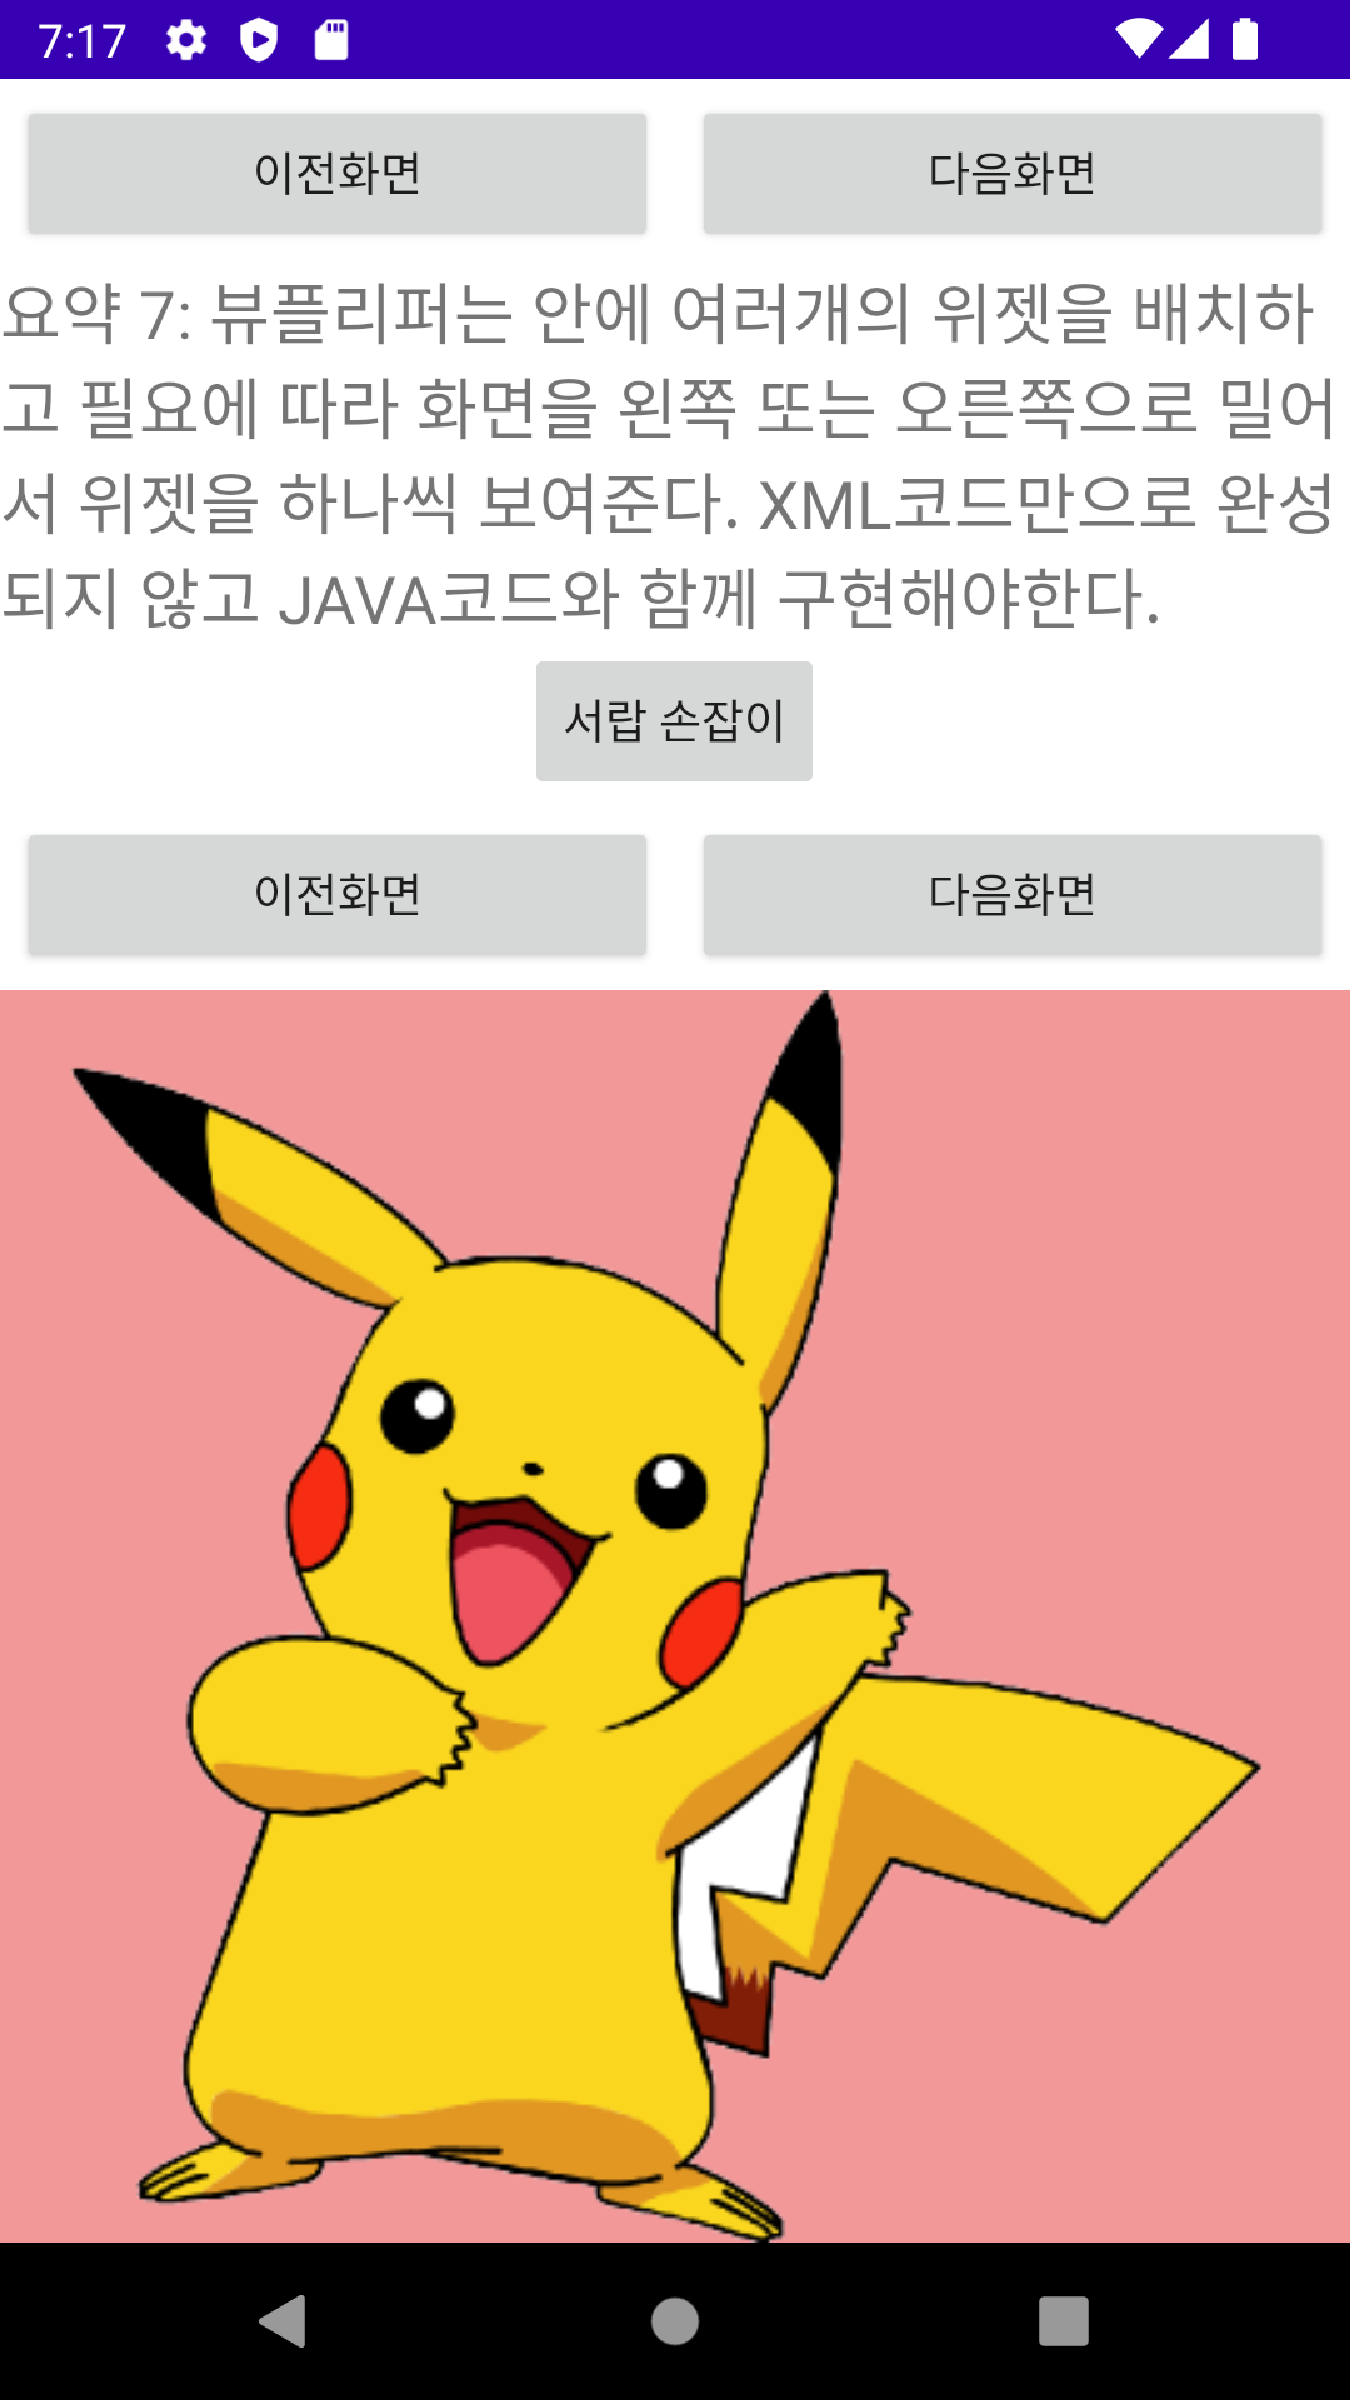 7:17
이전화면 다음화면
요약 7: 뷰플리퍼는 안에 여러개의 위젯을 배치하
고 필요에 따라 화면을 왼쪽 또는 오른쪽으로 밀어
서 위젯을 하나씩 보여준다. XML코드만으로 완성
되지 않고 JAVA코드와 함께 구현해야한다.
서랍 손잡이
이전화면 다음화면